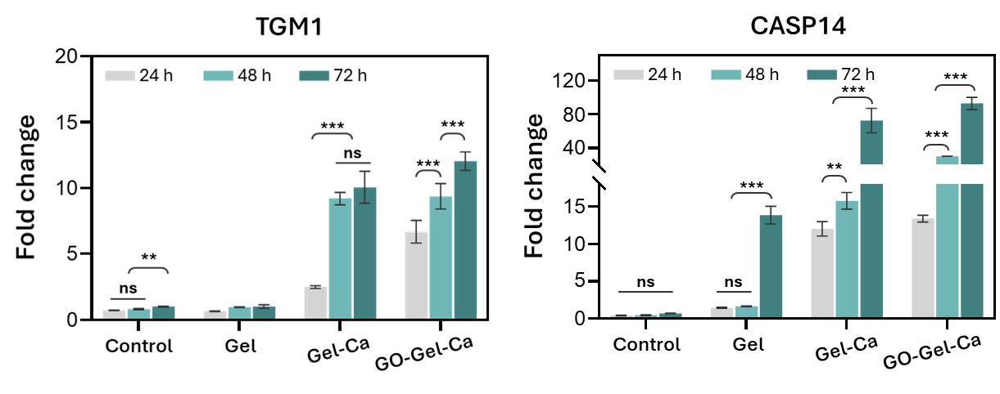 TGM1
24 h 48 h 72 h
Fold change
20
15
10
5
0
ns
**
***
ns
***
***
Control Gel Gel-Ca GO-Gel-Ca
CASP14
24 h 48 h 72 h
Fold change
120
80
40
15
10
5
0
ns
ns
***
**
***
***
***
Control Gel Gel-Ca GO-Gel-Ca